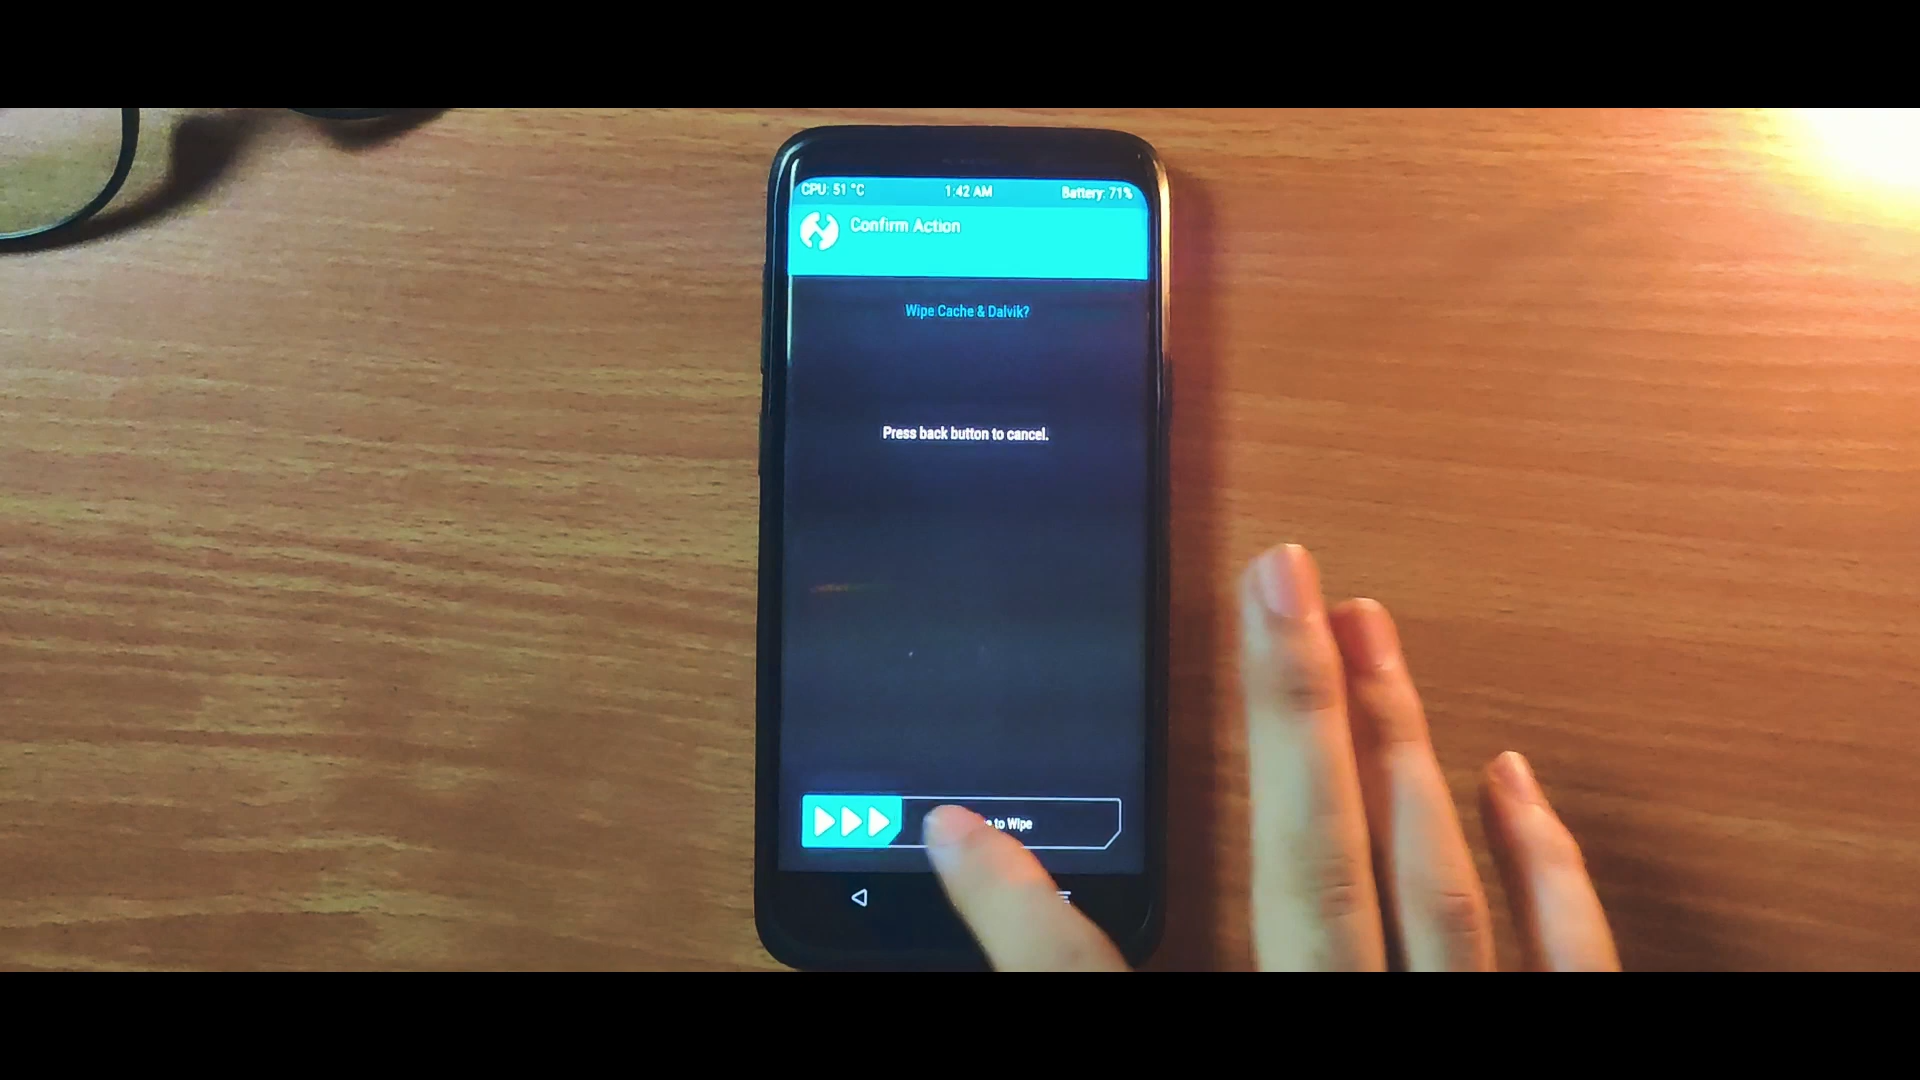 CPU: 51 °C 1:42 AM Battery: 71%
Confirm Action
Wipe Cache & Dalvik?
Press back button to cancel.
to Wipe